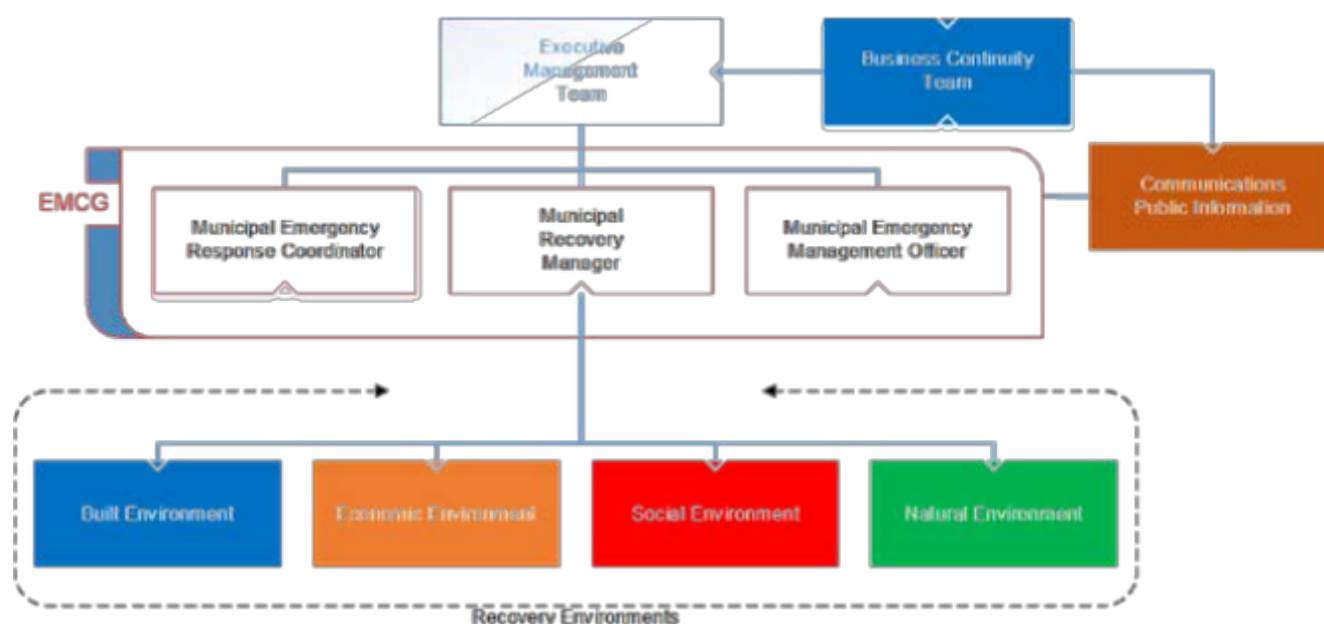 Executive
Management
Team
Business Continuity
Team
Communications
Public Information
EMCG
Municipal Emergency
Response Coordinator
Municipal
Recovery
Manager
Municipal Emergency
Management Officer
Built Environment
Economic Environment
Social Environment
Natural Environment
Recovery Environments